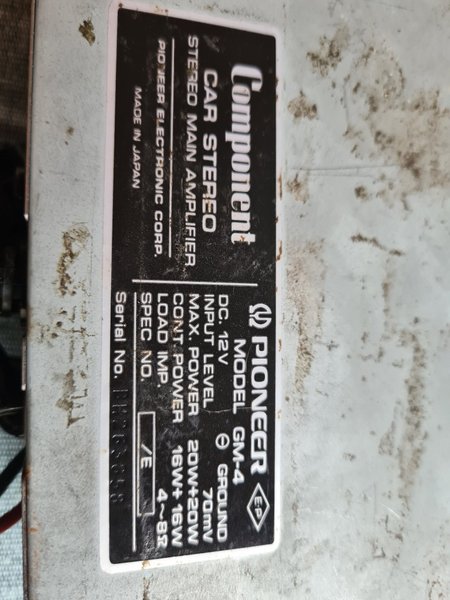 Component
CAR STEREO
STEREO MAIN AMPLIFIER
PIONEER ELECTRONIC CORP.
MADE IN JAPAN
PIONEER
MODEL GM-4 EP
DC. 12V ⊖ GROUND
INPUT LEVEL 70mV
MAX. POWER 20W+20W
CONT POWER 16W+16W
LOAD IMP. 4~8Ω
SPEC NO. /E
Serial No.